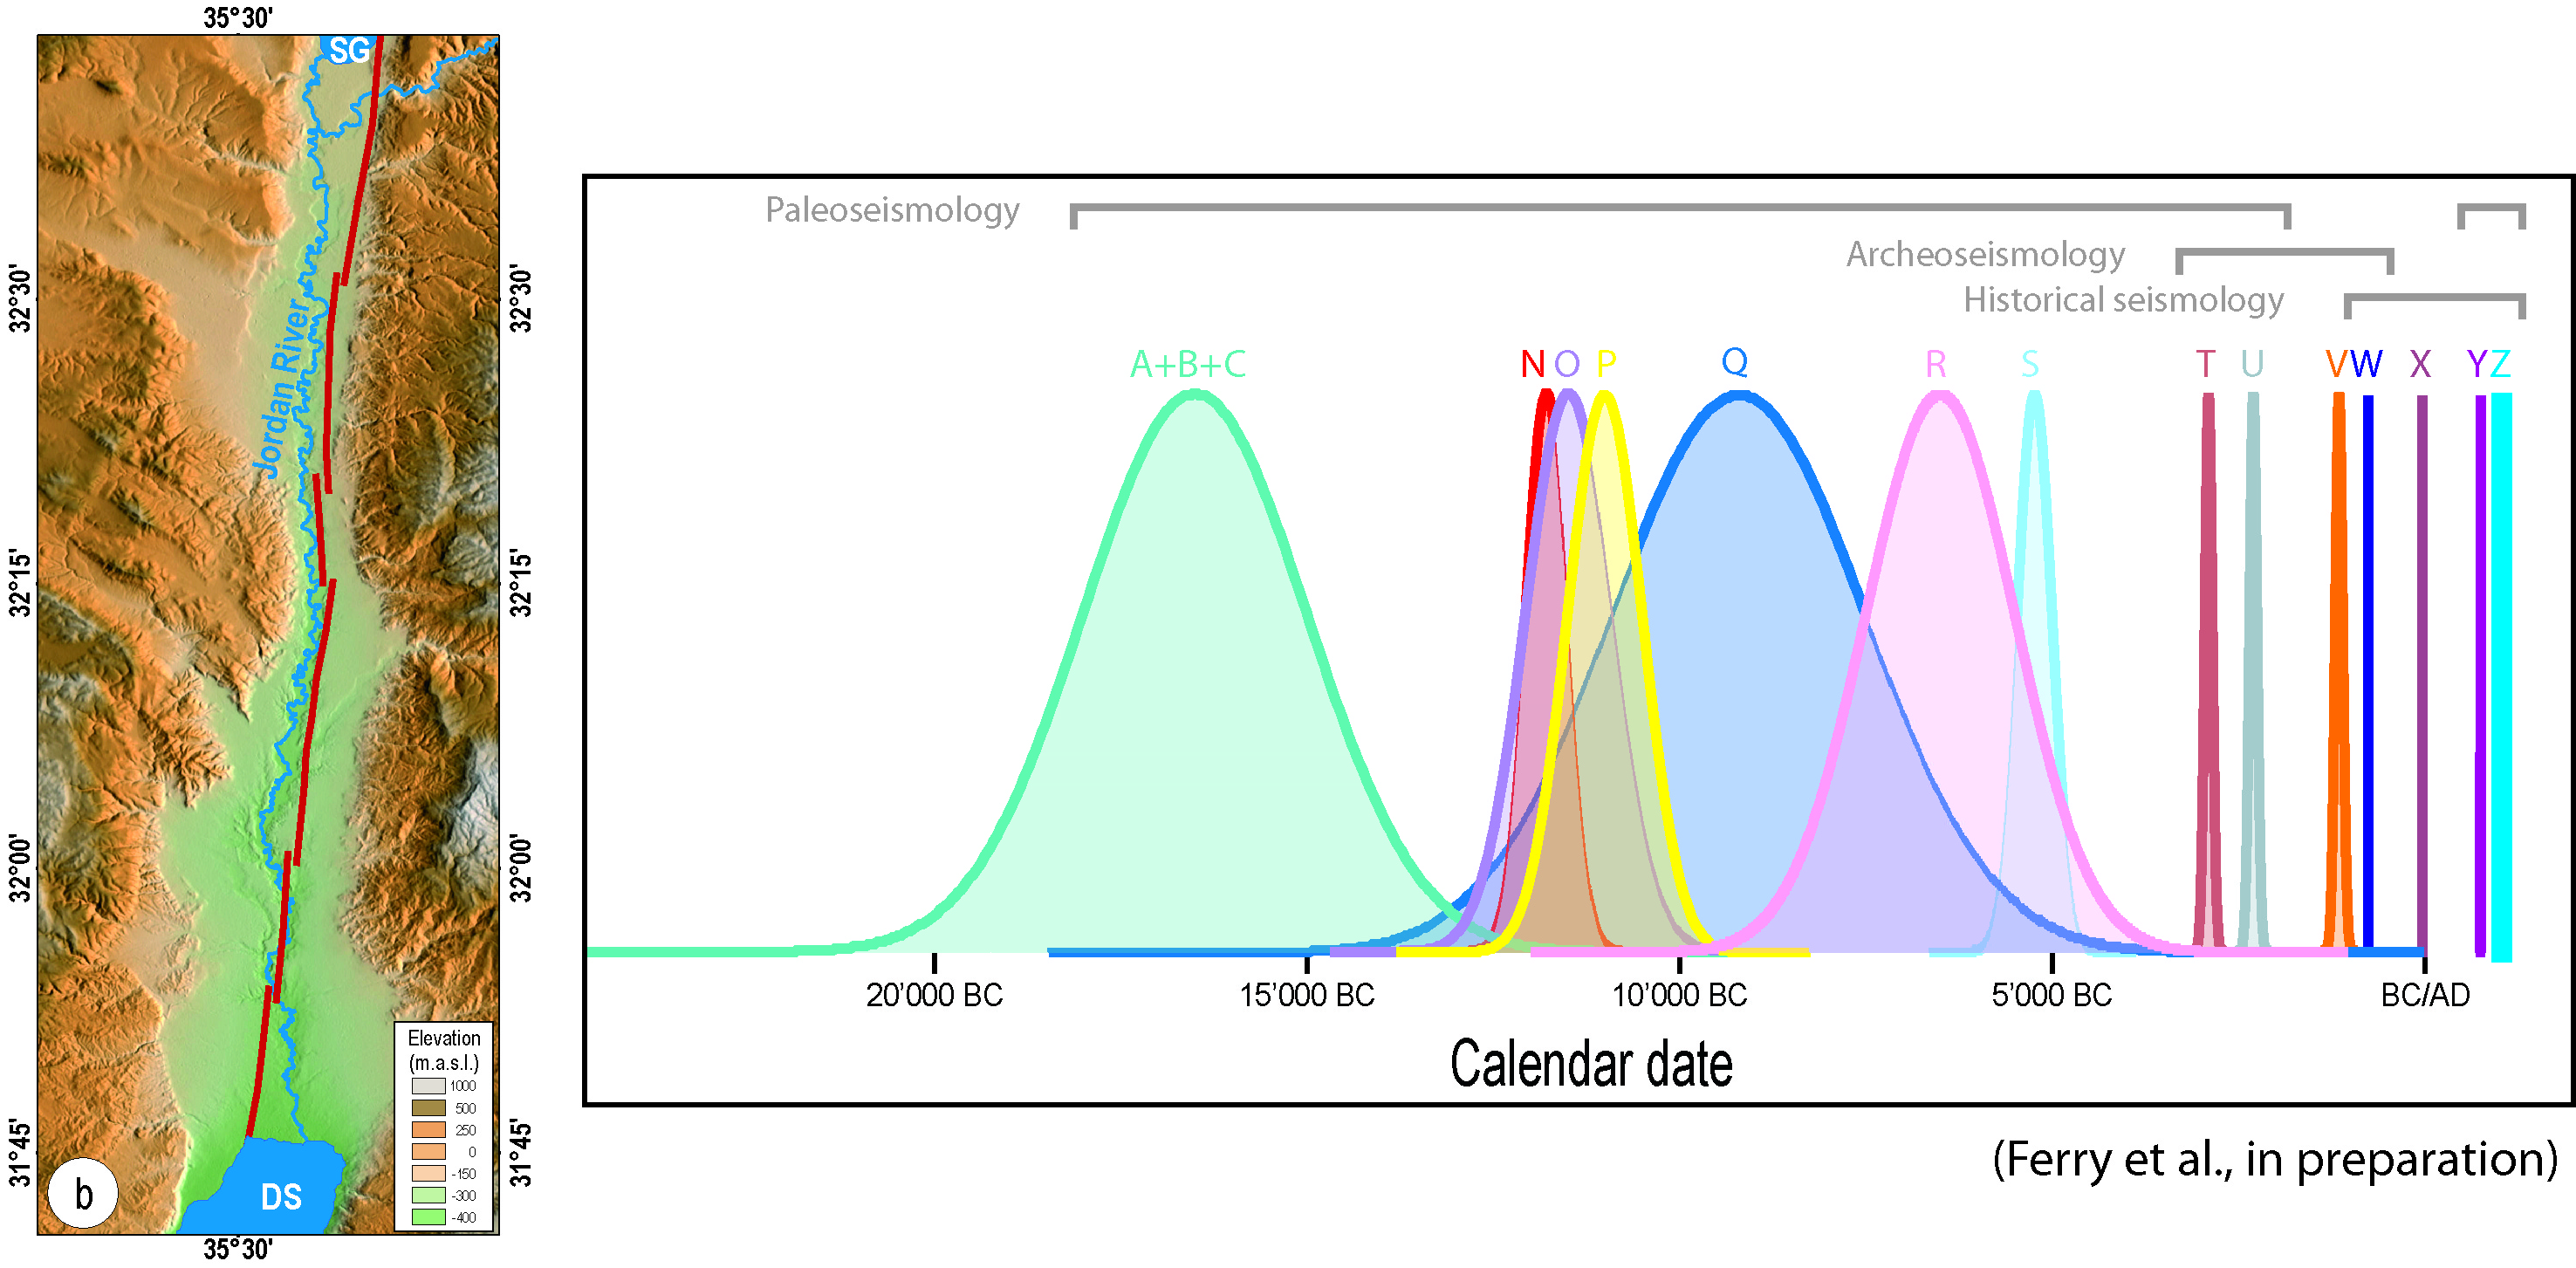 35°30'
SG
32°30'
32°30'
Jordan River
32°15'
32°15'
32°00'
32°00'
31°45'
31°45'
Elevation
(m.a.s.l.)
1000
500
250
0
-150
-300
-400
b
DS
35°30'
Paleoseismology
Archeoseismology
Historical seismology
A+B+C N O P Q R S T U V W X Y Z
20'000 BC 15'000 BC 10'000 BC 5'000 BC BC/AD
Calendar date
(Ferry et al., in preparation)